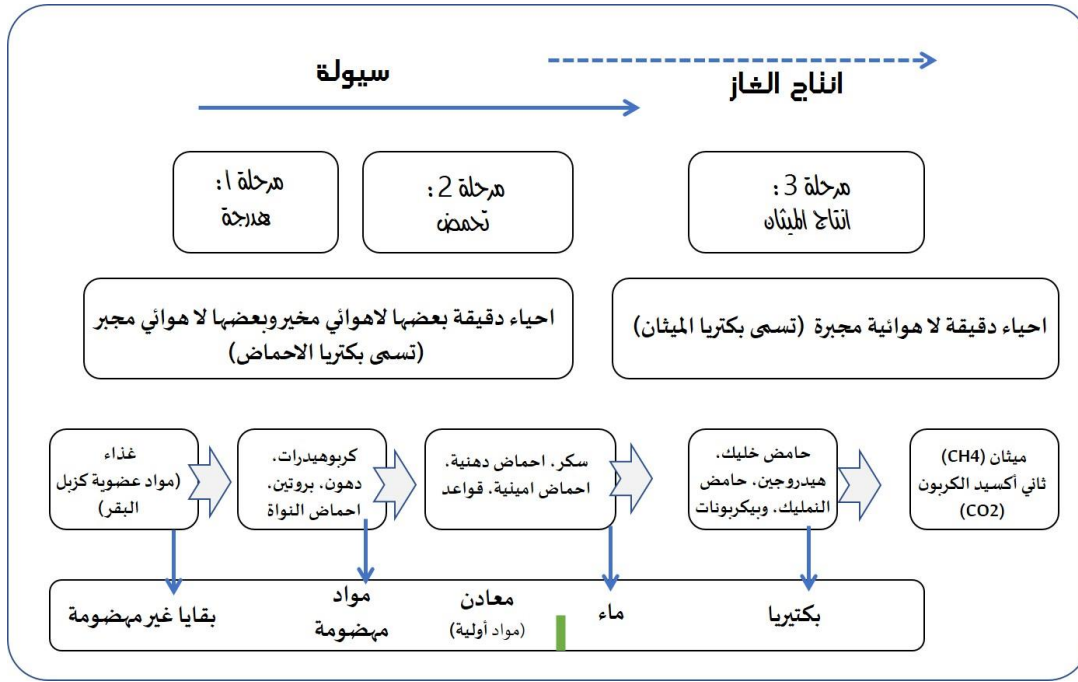 سيولة
انتاج الغاز
مرحلة 1:
هدرجة
مرحلة 2:
تحمض
مرحلة 3:
انتاج الميثان
احياء دقيقة بعضها لاهوائي مخير وبعضها لا هوائي مجبر
(تسمى بكتريا الاحماض)
احياء دقيقة لا هوائية مجبرة (تسمى بكتريا الميثان)
غذاء
(مواد عضوية كزبل
البقر)
كربوهيدرات،
دهون، بروتين،
احماض النواة
سكر، احماض دهنية،
احماض امينية، قواعد
حامض خليك،
هيدروجين، حامض
النمليك، وبيكربونات
ميثان (CH4)
ثاني أكسيد الكربون
(CO2)
بقايا غير مهضومة
مواد
مهضومة
معادن
(مواد أولية)
ماء
بكتيريا